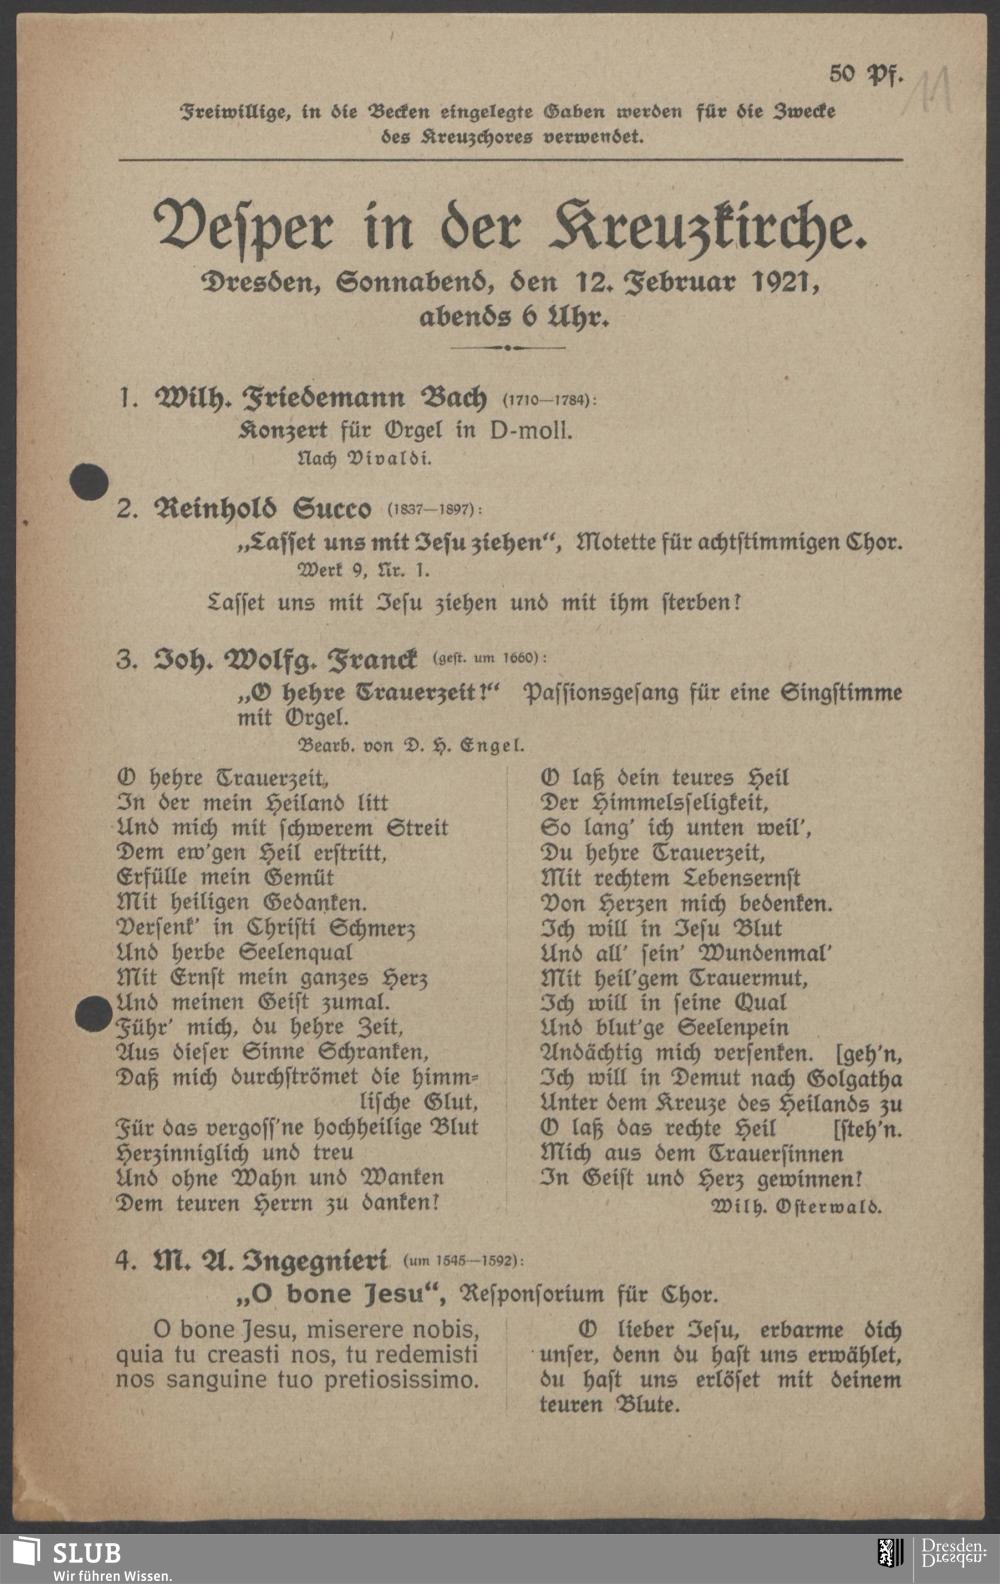 50 Pf.
11
Freiwillige, in die Becken eingelegte Gaben werden für die Zwecke
des Kreuzchores verwendet.
Vesper in der Kreuzkirche.
Dresden, Sonnabend, den 12. Februar 1921,
abends 6 Uhr.
1. Wilh. Friedemann Bach (1710—1784):
Konzert für Orgel in D-moll.
Nach Vivaldi.
2. Reinhold Succo (1837—1897):
„Lasset uns mit Jesu ziehen“, Motette für achtstimmigen Chor.
Werk 9, Nr. 1.
Lasset uns mit Jesu ziehen und mit ihm sterben!
3. Joh. Wolfg. Franck (gest. um 1660):
„O hehre Trauerzeit!“ Passionsgesang für eine Singstimme
mit Orgel.
Bearb. von D. H. Engel.
O hehre Trauerzeit,
In der mein Heiland litt
Und mich mit schwerem Streit
Dem ew'gen Heil erstritt,
Erfülle mein Gemüt
Mit heiligen Gedanken.
Versenk' in Christi Schmerz
Und herbe Seelenqual
Mit Ernst mein ganzes Herz
Und meinen Geist zumal.
Führ' mich, du hehre Zeit,
Aus dieser Sinne Schranken,
Daß mich durchströmet die himm-
lische Glut,
Für das vergoss'ne hochheilige Blut
Herzinniglich und treu
Und ohne Wahn und Wanken
Dem teuren Herrn zu danken!
O laß dein teures Heil
Der Himmelsseligkeit,
So lang' ich unten weil',
Du hehre Trauerzeit,
Mit rechtem Lebensernst
Von Herzen mich bedenken.
Ich will in Jesu Blut
Und all' sein' Wundenmal'
Mit heil'gem Trauermut,
Ich will in seine Qual
Und blut'ge Seelenpein
Andächtig mich versenken. [geh'n,
Ich will in Demut nach Golgatha
Unter dem Kreuze des Heilands zu
O laß das rechte Heil [steh'n.
Mich aus dem Trauersinnen
In Geist und Herz gewinnen!
Wilh. Osterwald.
4. M. A. Ingegnieri (um 1545—1592):
„O bone Jesu“, Responsorium für Chor.
O bone Jesu, miserere nobis,
quia tu creasti nos, tu redemisti
nos sanguine tuo pretiosissimo.
O lieber Jesu, erbarme dich
unser, denn du hast uns erwählet,
du hast uns erlöset mit deinem
teuren Blute.
SLUB
Wir führen Wissen.
Dresden.
Dresden.